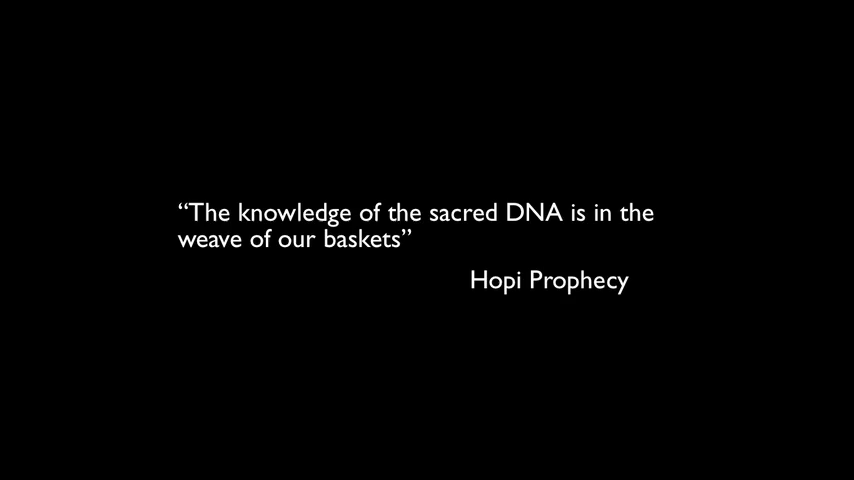 “The knowledge of the sacred DNA is in the
weave of our baskets”
Hopi Prophecy